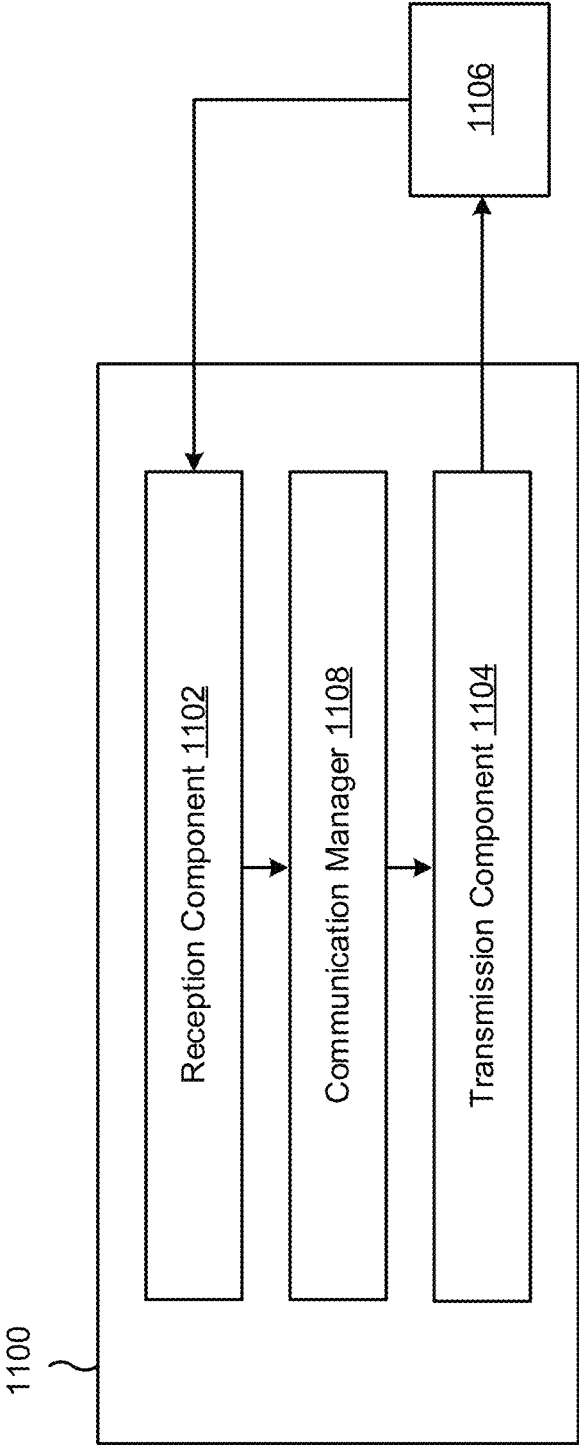 1100
Reception Component 1102
Communication Manager 1108
Transmission Component 1104
1106